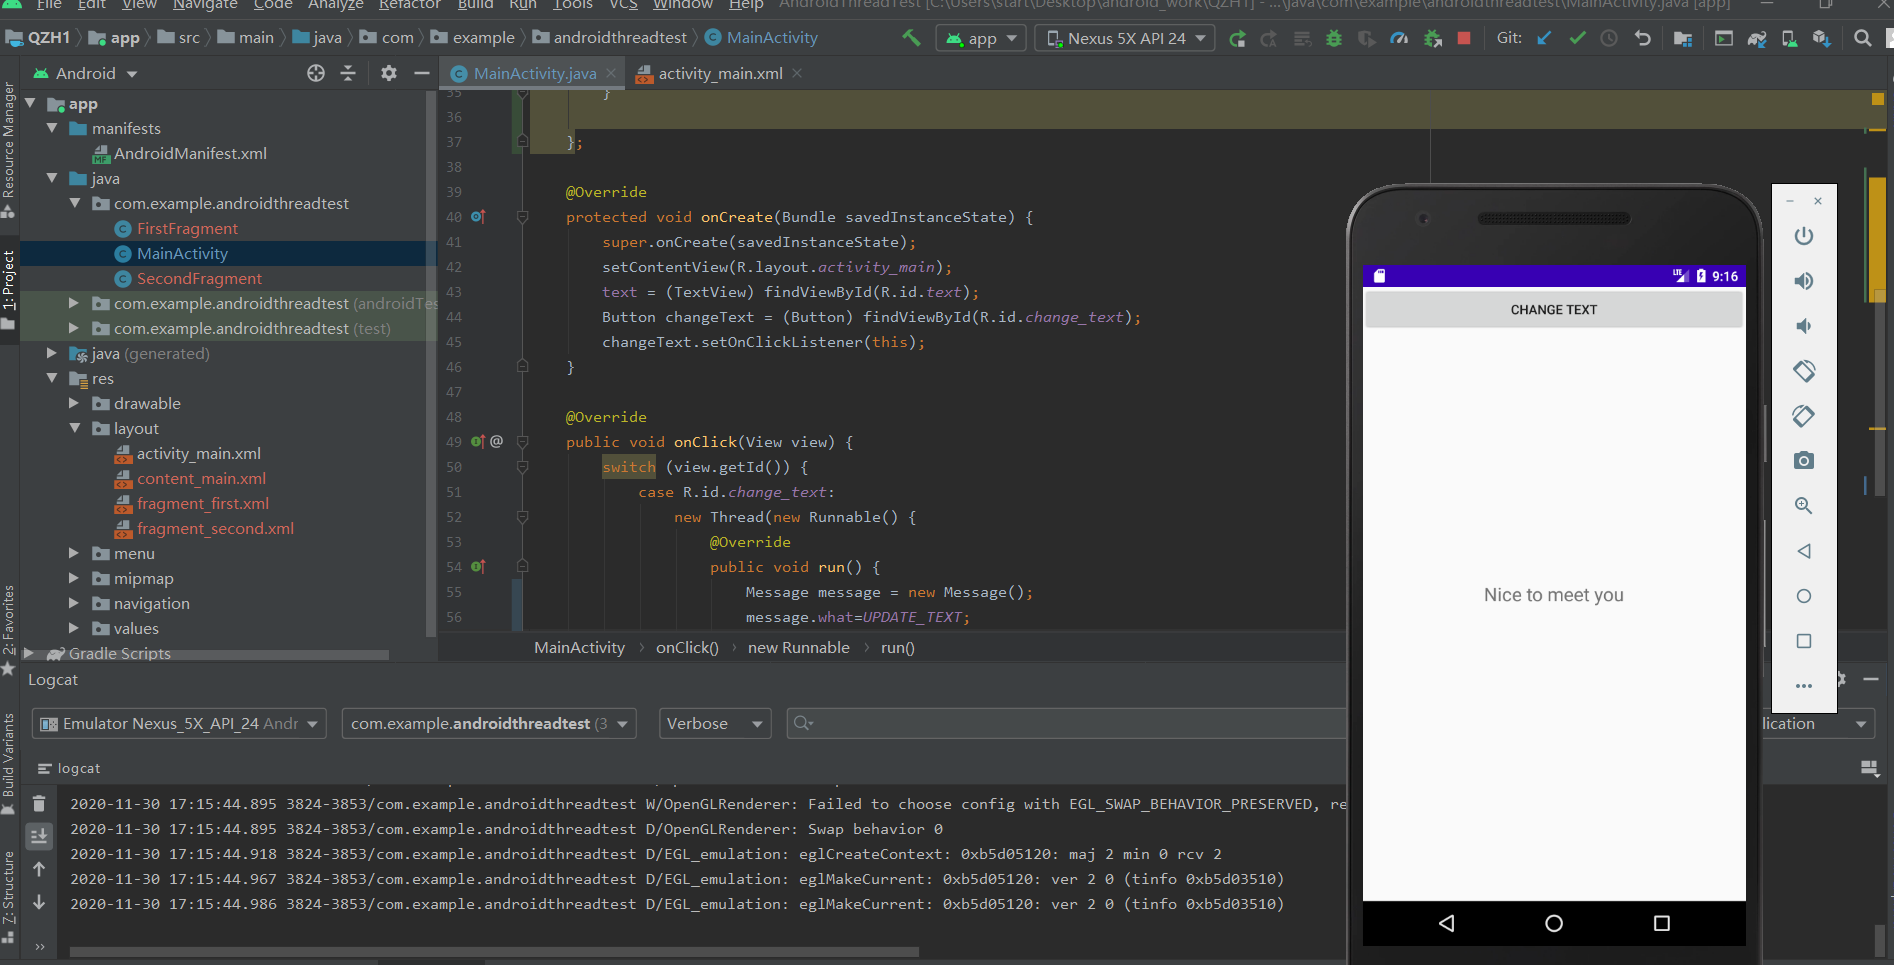 File Edit View Navigate Code Analyze Refactor Build Run Tools VCS Window Help AndroidThreadTest [C:\Users\start\Desktop\android_work\QZH1] - ...\java\com\example\androidthreadtest\MainActivity.java [app]
QZH1 app src main java com example androidthreadtest MainActivity app Nexus 5X API 24 Git:
Android MainActivity.java activity_main.xml
app
manifests
AndroidManifest.xml
java
com.example.androidthreadtest
FirstFragment
MainActivity
SecondFragment
com.example.androidthreadtest (androidTes
com.example.androidthreadtest (test)
java (generated)
res
drawable
layout
activity_main.xml
content_main.xml
fragment_first.xml
fragment_second.xml
menu
mipmap
navigation
values
Gradle Scripts
Resource Manager
1: Project
2: Favorites
Build Variants
Z: Structure
35 }
36
37 };
38
39 @Override
40 protected void onCreate(Bundle savedInstanceState) {
41 super.onCreate(savedInstanceState);
42 setContentView(R.layout.activity_main);
43 text = (TextView) findViewById(R.id.text);
44 Button changeText = (Button) findViewById(R.id.change_text);
45 changeText.setOnClickListener(this);
46 }
47
48 @Override
49 @ public void onClick(View view) {
50 switch (view.getId()) {
51 case R.id.change_text:
52 new Thread(new Runnable() {
53 @Override
54 public void run() {
55 Message message = new Message();
56 message.what=UPDATE_TEXT;
MainActivity › onClick() › new Runnable › run()
LTE 9:16
CHANGE TEXT
Nice to meet you
Logcat
Emulator Nexus_5X_API_24 Andr com.example.androidthreadtest (3 Verbose lication
logcat
2020-11-30 17:15:44.895 3824-3853/com.example.androidthreadtest W/OpenGLRenderer: Failed to choose config with EGL_SWAP_BEHAVIOR_PRESERVED, re
2020-11-30 17:15:44.895 3824-3853/com.example.androidthreadtest D/OpenGLRenderer: Swap behavior 0
2020-11-30 17:15:44.918 3824-3853/com.example.androidthreadtest D/EGL_emulation: eglCreateContext: 0xb5d05120: maj 2 min 0 rcv 2
2020-11-30 17:15:44.967 3824-3853/com.example.androidthreadtest D/EGL_emulation: eglMakeCurrent: 0xb5d05120: ver 2 0 (tinfo 0xb5d03510)
2020-11-30 17:15:44.986 3824-3853/com.example.androidthreadtest D/EGL_emulation: eglMakeCurrent: 0xb5d05120: ver 2 0 (tinfo 0xb5d03510)